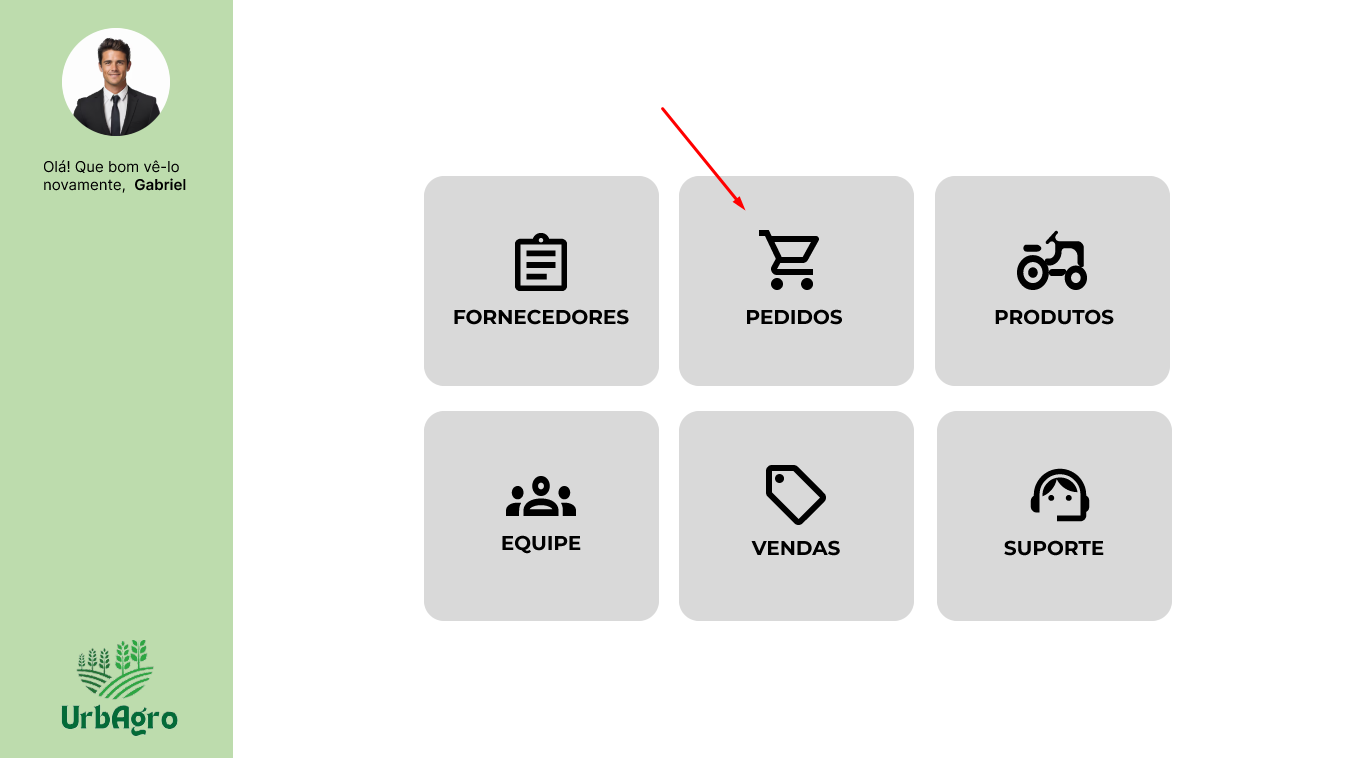 Olá! Que bom vê-lo
novamente, Gabriel
FORNECEDORES
PEDIDOS
PRODUTOS
EQUIPE
VENDAS
SUPORTE
UrbAgro